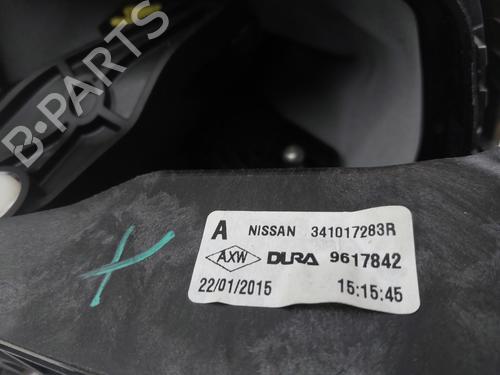 B-PARTS
A NISSAN 341017283R
AXW DURA 9617842
22/01/2015 15:15:45